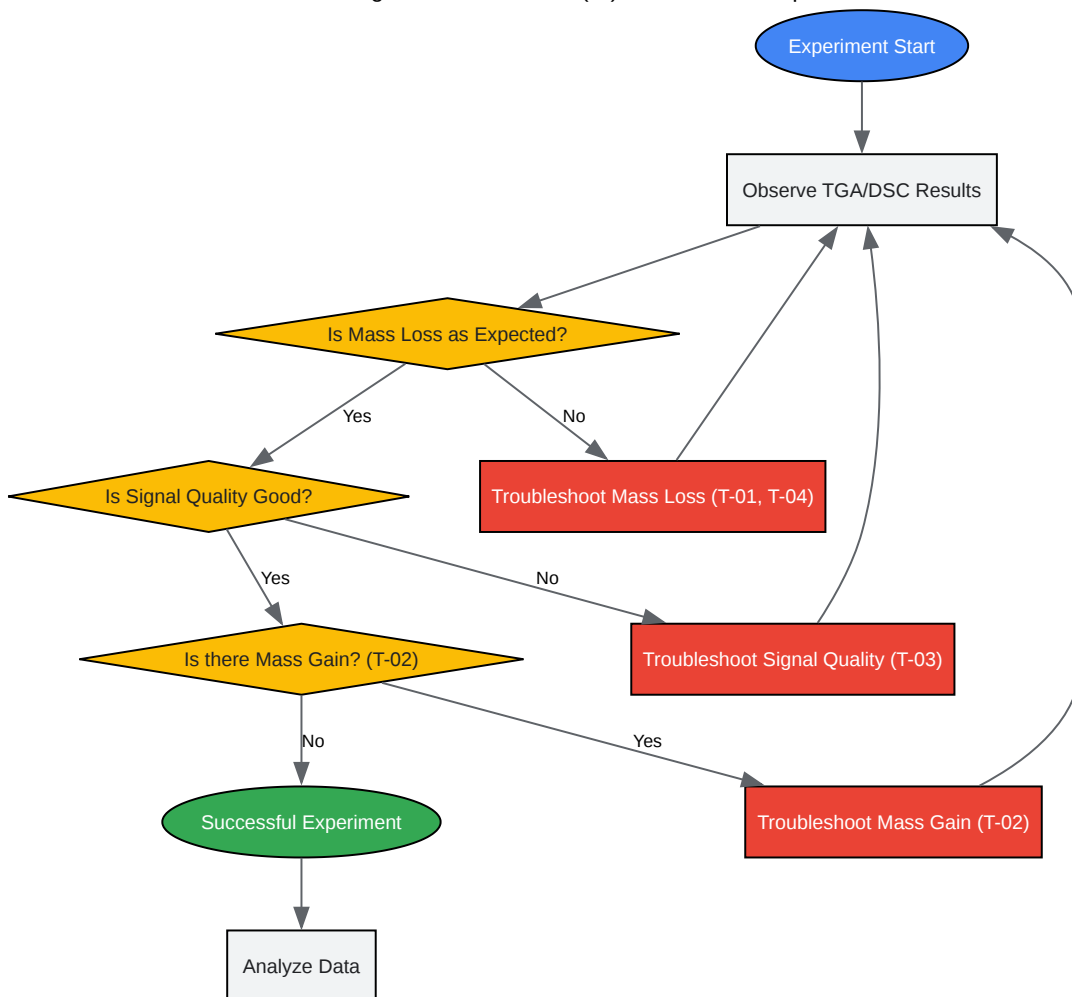 Experiment Start
Observe TGA/DSC Results
Is Mass Loss as Expected?
Yes
No
Is Signal Quality Good?
Troubleshoot Mass Loss (T-01, T-04)
Yes
No
Is there Mass Gain? (T-02)
Troubleshoot Signal Quality (T-03)
No
Yes
Successful Experiment
Troubleshoot Mass Gain (T-02)
Analyze Data